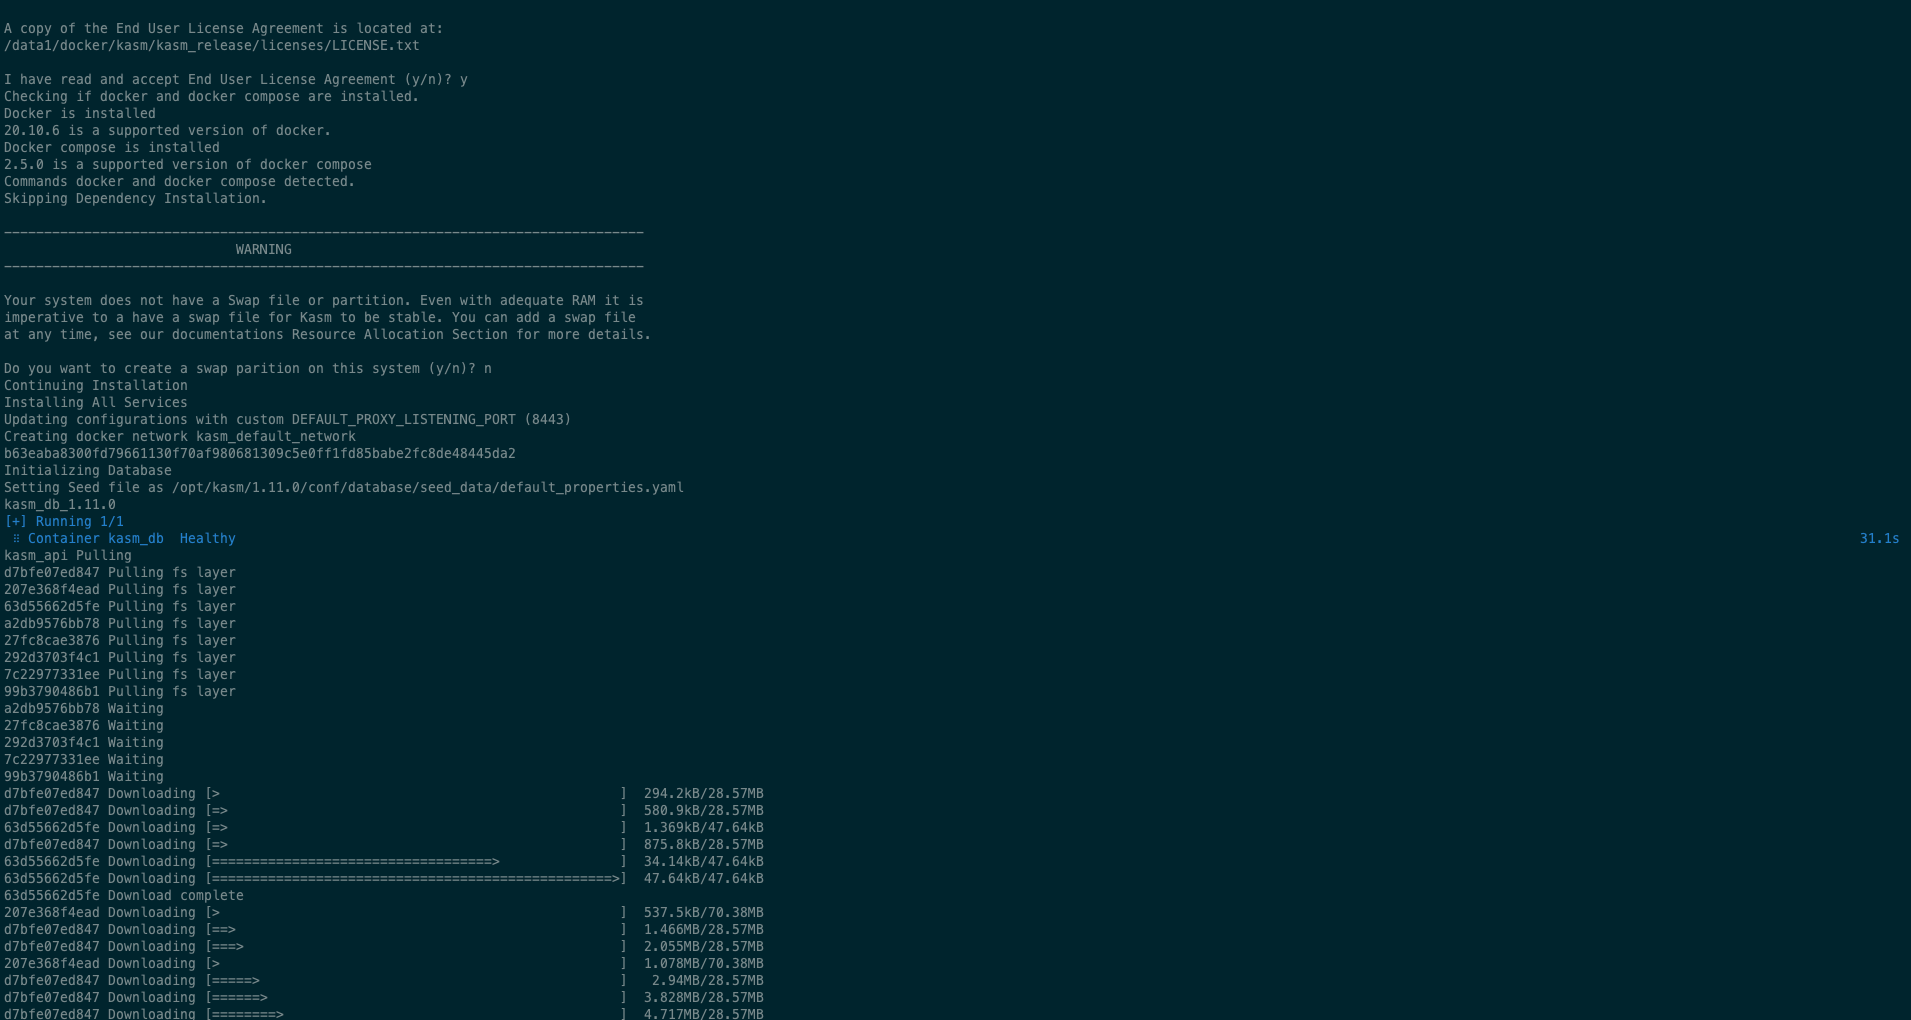 A copy of the End User License Agreement is located at:
/data1/docker/kasm/kasm_release/licenses/LICENSE.txt
I have read and accept End User License Agreement (y/n)? y
Checking if docker and docker compose are installed.
Docker is installed
20.10.6 is a supported version of docker.
Docker compose is installed
2.5.0 is a supported version of docker compose
Commands docker and docker compose detected.
Skipping Dependency Installation.
--------------------------------------------------------------------------------
WARNING
--------------------------------------------------------------------------------
Your system does not have a Swap file or partition. Even with adequate RAM it is
imperative to a have a swap file for Kasm to be stable. You can add a swap file
at any time, see our documentations Resource Allocation Section for more details.
Do you want to create a swap parition on this system (y/n)? n
Continuing Installation
Installing All Services
Updating configurations with custom DEFAULT_PROXY_LISTENING_PORT (8443)
Creating docker network kasm_default_network
b63eaba8300fd79661130f70af980681309c5e0ff1fd85babe2fc8de48445da2
Initializing Database
Setting Seed file as /opt/kasm/1.11.0/conf/database/seed_data/default_properties.yaml
kasm_db_1.11.0
[+] Running 1/1
⠿ Container kasm_db  Healthy 31.1s
kasm_api Pulling
d7bfe07ed847 Pulling fs layer
207e368f4ead Pulling fs layer
63d55662d5fe Pulling fs layer
a2db9576bb78 Pulling fs layer
27fc8cae3876 Pulling fs layer
292d3703f4c1 Pulling fs layer
7c22977331ee Pulling fs layer
99b3790486b1 Pulling fs layer
a2db9576bb78 Waiting
27fc8cae3876 Waiting
292d3703f4c1 Waiting
7c22977331ee Waiting
99b3790486b1 Waiting
d7bfe07ed847 Downloading [>                                                  ]  294.2kB/28.57MB
d7bfe07ed847 Downloading [=>                                                 ]  580.9kB/28.57MB
63d55662d5fe Downloading [=>                                                 ]  1.369kB/47.64kB
d7bfe07ed847 Downloading [=>                                                 ]  875.8kB/28.57MB
63d55662d5fe Downloading [===================================>               ]  34.14kB/47.64kB
63d55662d5fe Downloading [==================================================>]  47.64kB/47.64kB
63d55662d5fe Download complete
207e368f4ead Downloading [>                                                  ]  537.5kB/70.38MB
d7bfe07ed847 Downloading [==>                                                ]  1.466MB/28.57MB
d7bfe07ed847 Downloading [===>                                               ]  2.055MB/28.57MB
207e368f4ead Downloading [>                                                  ]  1.078MB/70.38MB
d7bfe07ed847 Downloading [=====>                                             ]   2.94MB/28.57MB
d7bfe07ed847 Downloading [======>                                            ]  3.828MB/28.57MB
d7bfe07ed847 Downloading [========>                                          ]  4.717MB/28.57MB